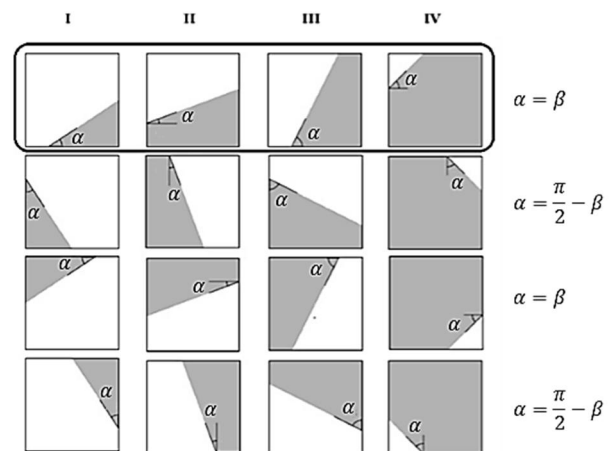 I II III IV
α α α α α = β
α α α α α = π/2 − β
α α α α α = β
α α α α α = π/2 − β